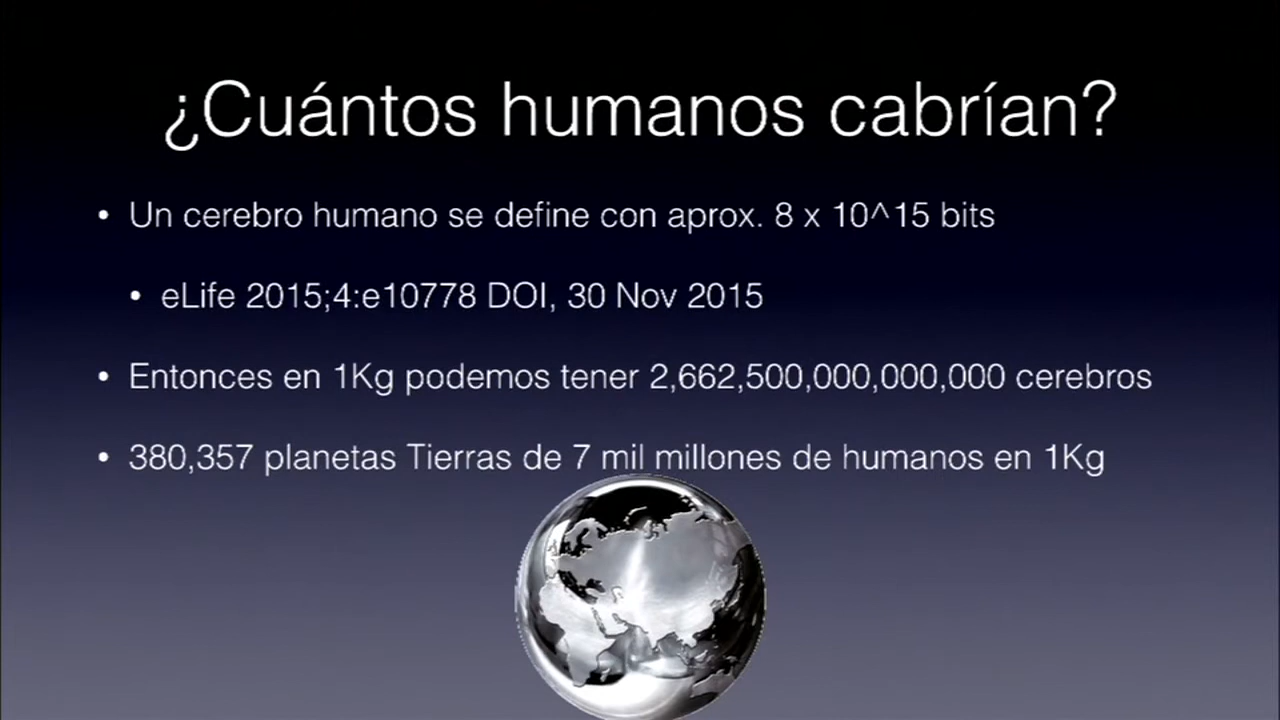 ¿Cuántos humanos cabrían?
• Un cerebro humano se define con aprox. 8 x 10^15 bits
• eLife 2015;4:e10778 DOI, 30 Nov 2015
• Entonces en 1Kg podemos tener 2,662,500,000,000,000 cerebros
• 380,357 planetas Tierras de 7 mil millones de humanos en 1Kg